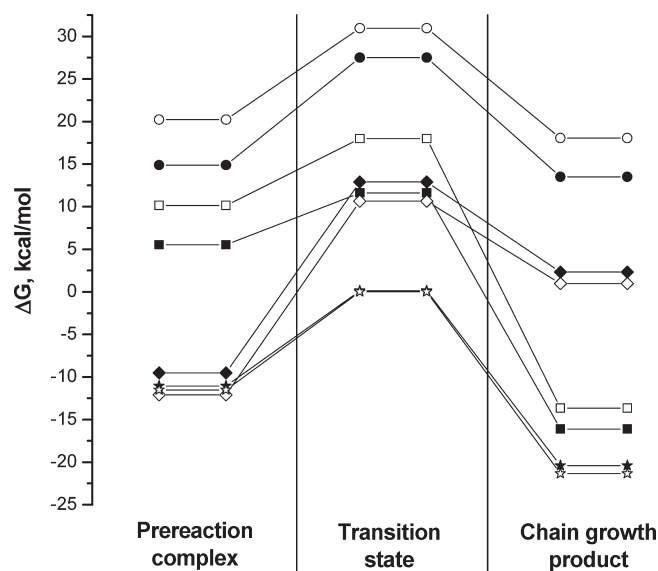 30
25
20
15
10
5
0
-5
-10
-15
-20
-25
ΔG, kcal/mol
Prereaction
complex
Transition
state
Chain growth
product